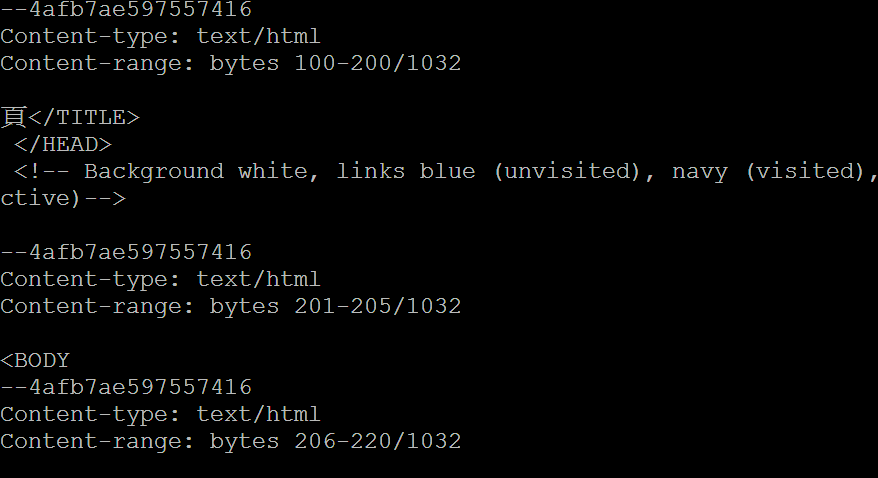 --4afb7ae597557416
Content-type: text/html
Content-range: bytes 100-200/1032
頁</TITLE>
</HEAD>
<!-- Background white, links blue (unvisited), navy (visited),
ctive)-->
--4afb7ae597557416
Content-type: text/html
Content-range: bytes 201-205/1032
<BODY
--4afb7ae597557416
Content-type: text/html
Content-range: bytes 206-220/1032